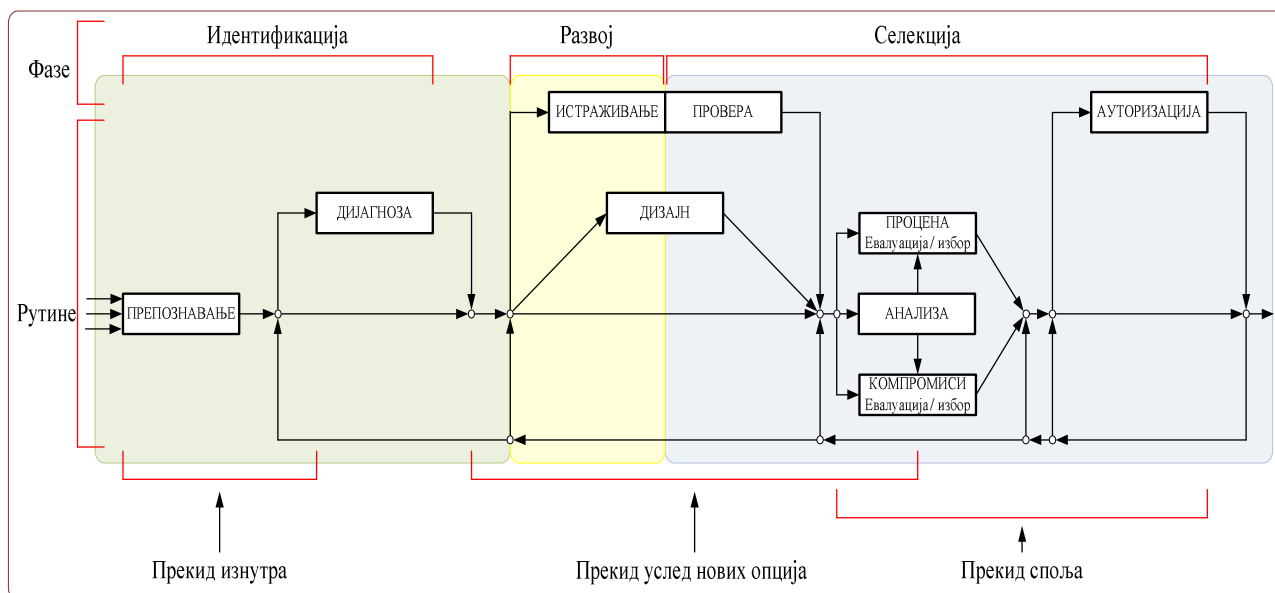 Идентификација
Развој
Селекција
Фазе
ИСТРАЖИВАЊЕ
ПРОВЕРА
АУТОРИЗАЦИЈА
ДИЈАГНОЗА
ДИЗАЈН
ПРОЦЕНА
Евалуација / избор
Рутине
ПРЕПОЗНАВАЊЕ
АНАЛИЗА
КОМПРОМИСИ
Евалуација / избор
Прекид изнутра
Прекид услед нових опција
Прекид споља